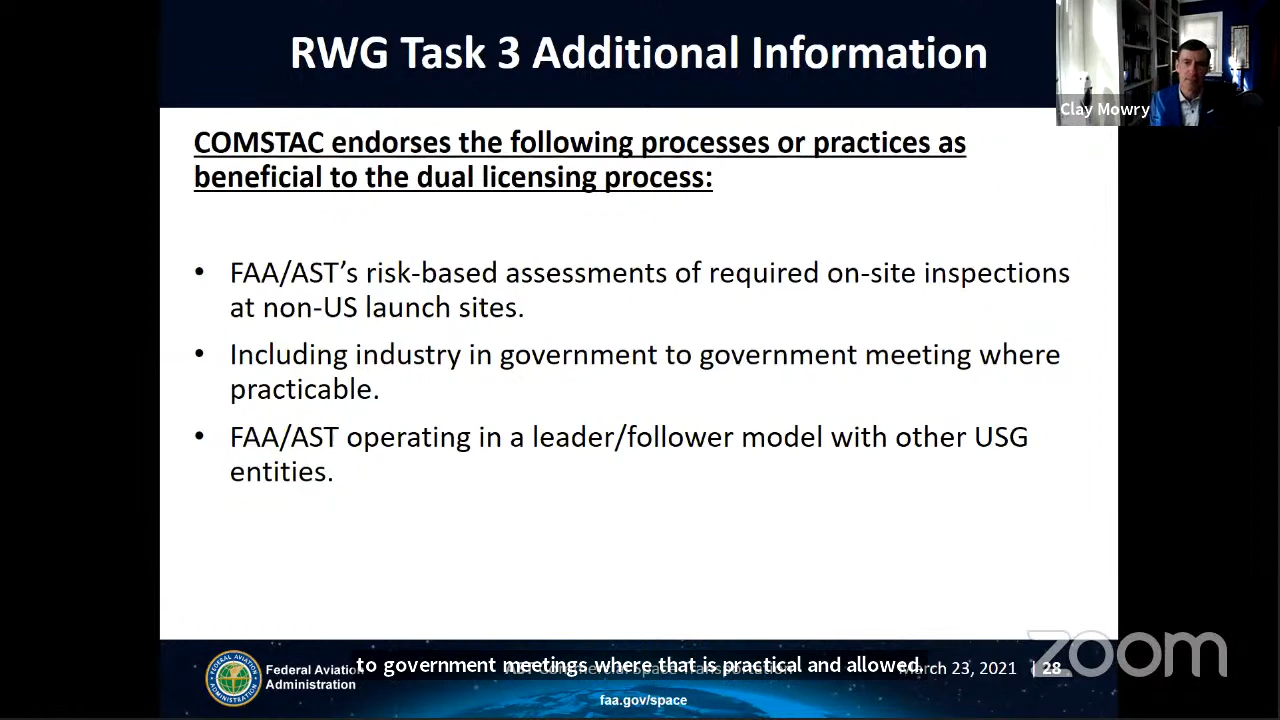 RWG Task 3 Additional Information
Clay Mowry
COMSTAC endorses the following processes or practices as
beneficial to the dual licensing process:
• FAA/AST’s risk-based assessments of required on-site inspections
at non-US launch sites.
• Including industry in government to government meeting where
practicable.
• FAA/AST operating in a leader/follower model with other USG
entities.
zoom
Federal Aviation
Administration
to government meetings where that is practical and allowed.
AST Commercial Space Transportation
March 23, 2021 | 28
faa.gov/space